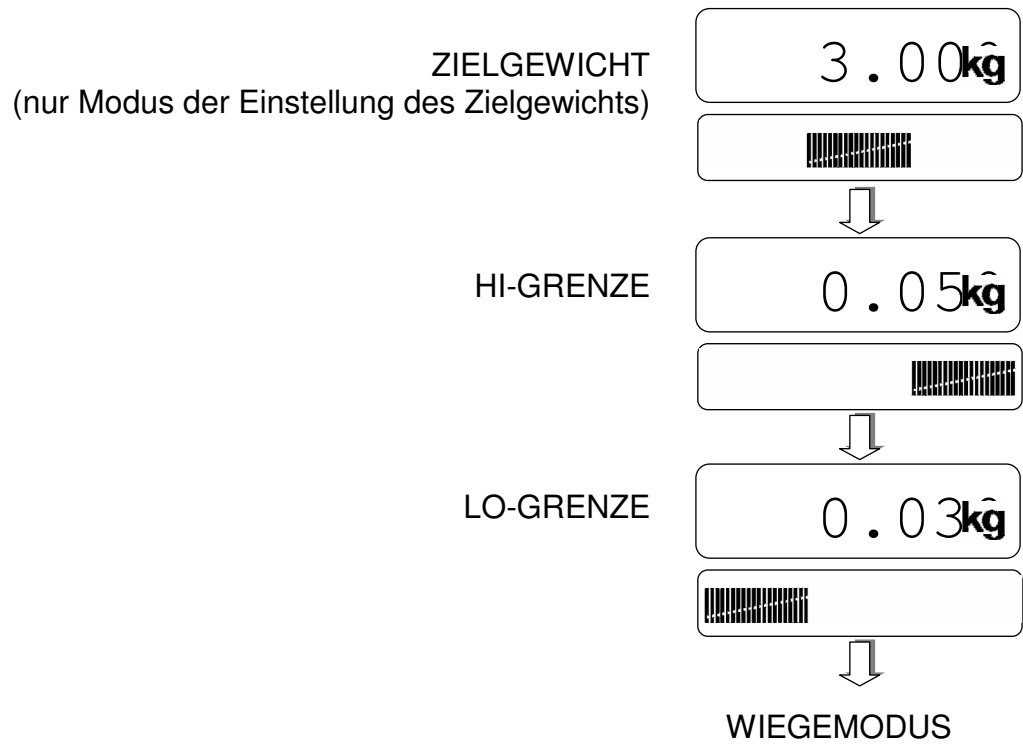 ZIELGEWICHT
(nur Modus der Einstellung des Zielgewichts)
3.00kg
HI-GRENZE
0.05kg
LO-GRENZE
0.03kg
WIEGEMODUS